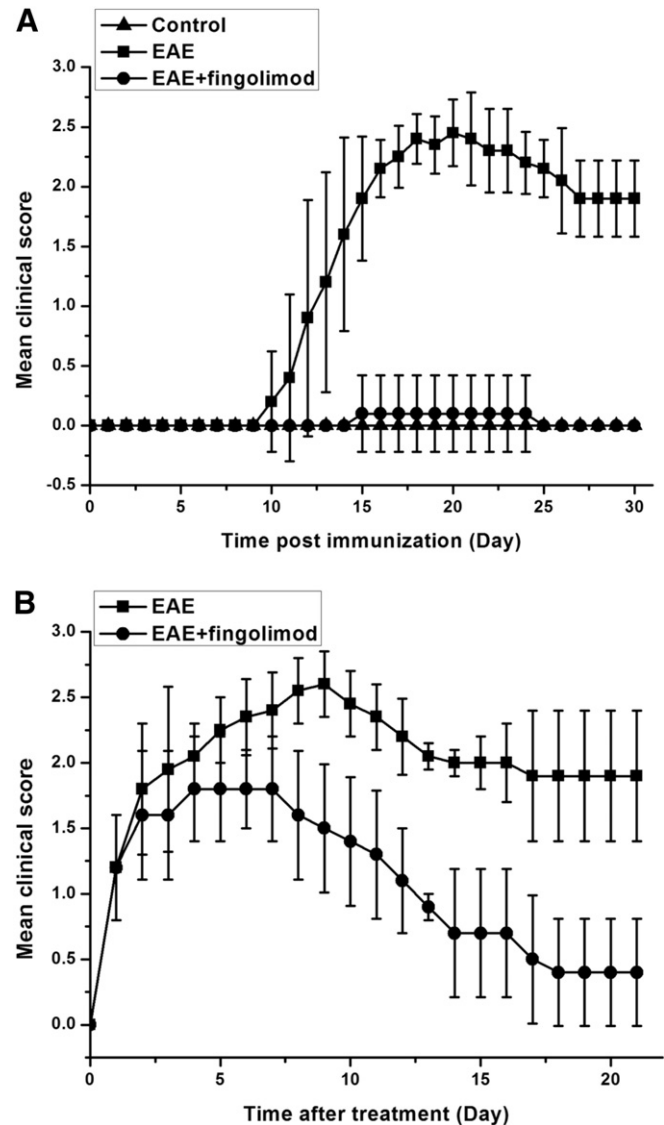 A
Control
EAE
EAE+fingolimod
3.0
2.5
2.0
1.5
1.0
0.5
0.0
-0.5
Mean clinical score
0 5 10 15 20 25 30
Time post immunization (Day)
B
EAE
EAE+fingolimod
3.0
2.5
2.0
1.5
1.0
0.5
0.0
Mean clinical score
0 5 10 15 20
Time after treatment (Day)